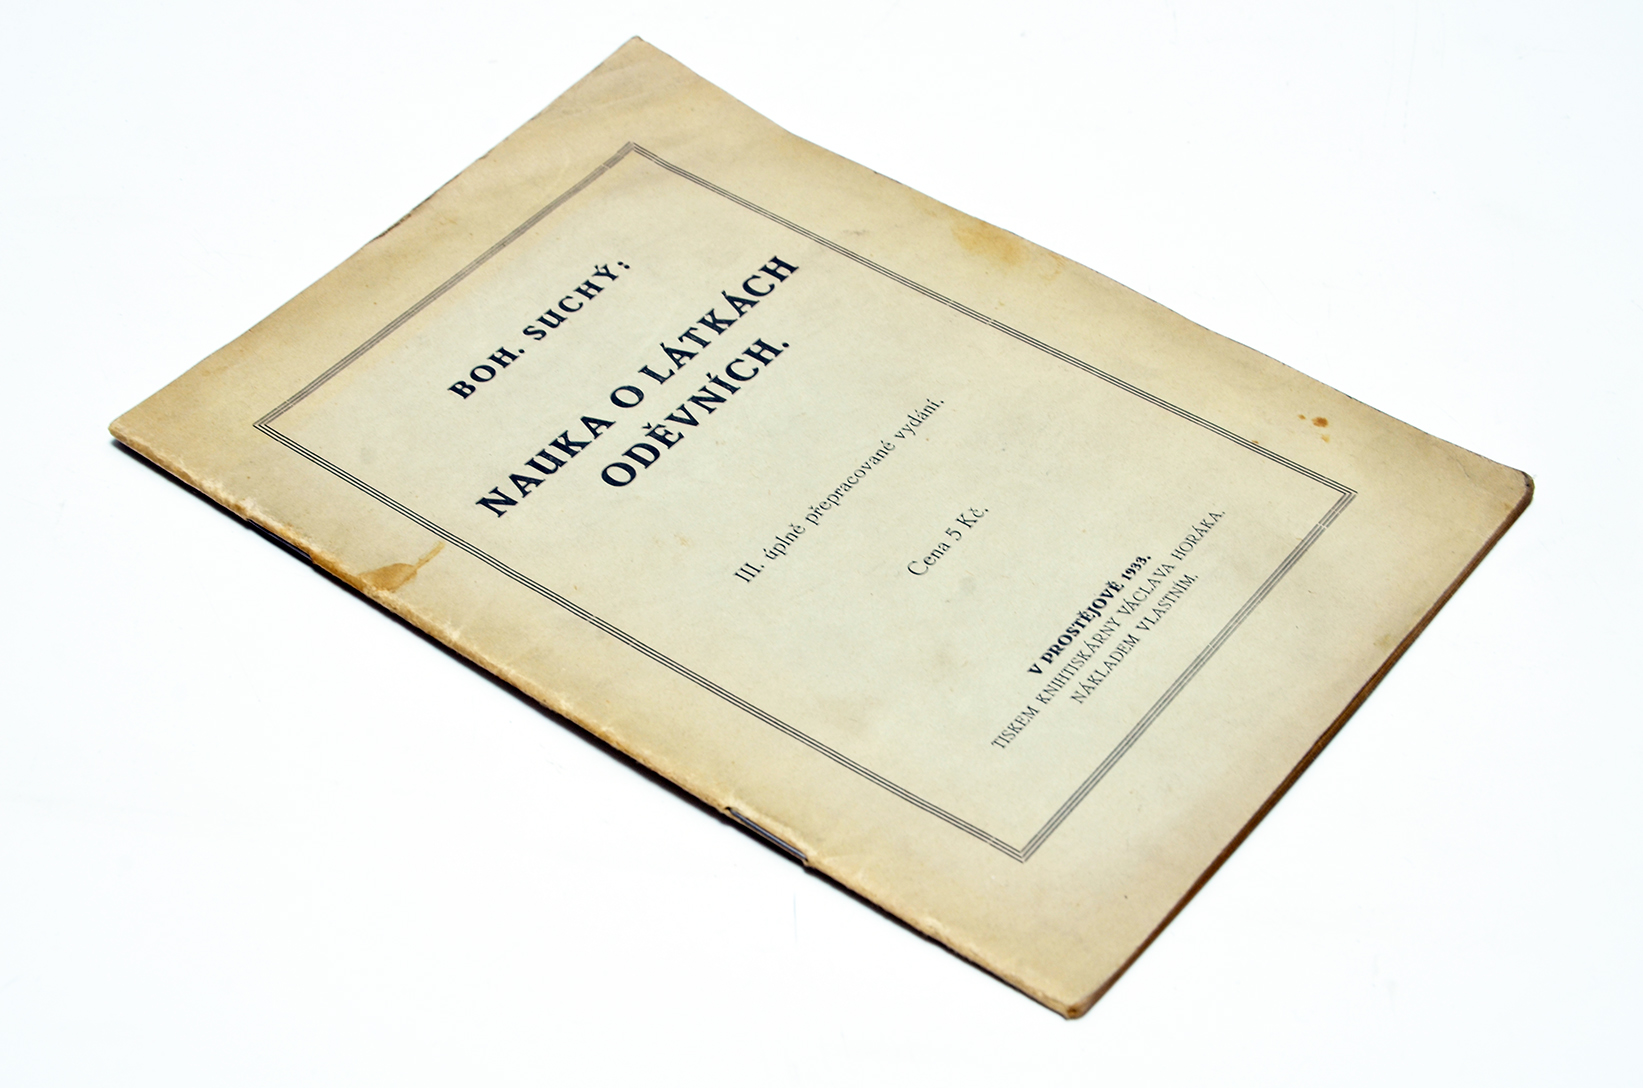 BOH. SUCHÝ:
NAUKA O LÁTKÁCH
ODĚVNÍCH.
III. úplně přepracované vydání.
Cena 5 Kč.
V PROSTĚJOVĚ 1933.
TISKEM KNIHTISKÁRNY VÁCLAVA HORÁKA.
NÁKLADEM VLASTNÍM.